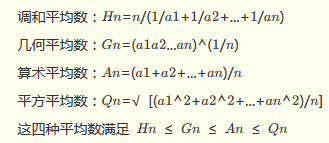 调和平均数：Hn=n/(1/a1+1/a2+...+1/an)
几何平均数：Gn=(a1a2...an)^(1/n)
算术平均数：An=(a1+a2+...+an)/n
平方平均数：Qn=√ [(a1^2+a2^2+...+an^2)/n]
这四种平均数满足 Hn ≤ Gn ≤ An ≤ Qn